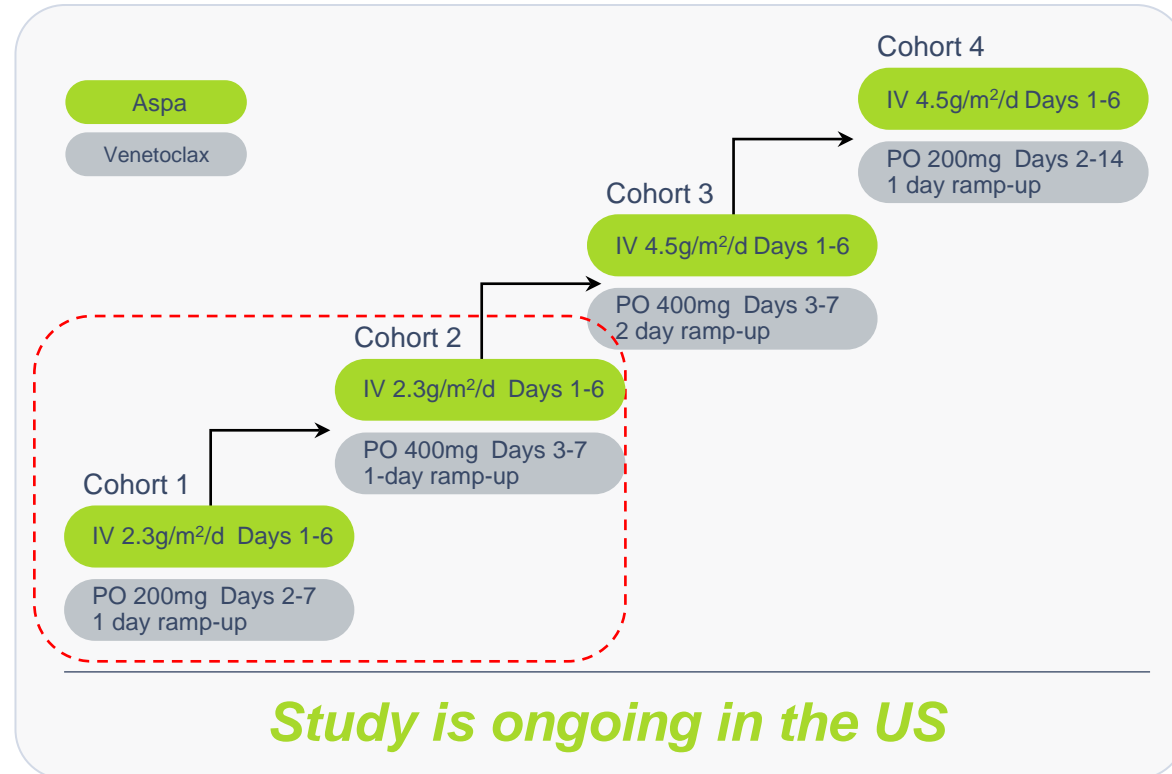 Cohort 4
Aspa
IV 4.5g/m²/d Days 1-6
Venetoclax
PO 200mg Days 2-14
1 day ramp-up
Cohort 3
IV 4.5g/m²/d Days 1-6
PO 400mg Days 3-7
2 day ramp-up
Cohort 2
IV 2.3g/m²/d Days 1-6
PO 400mg Days 3-7
1-day ramp-up
Cohort 1
IV 2.3g/m²/d Days 1-6
PO 200mg Days 2-7
1 day ramp-up
Study is ongoing in the US